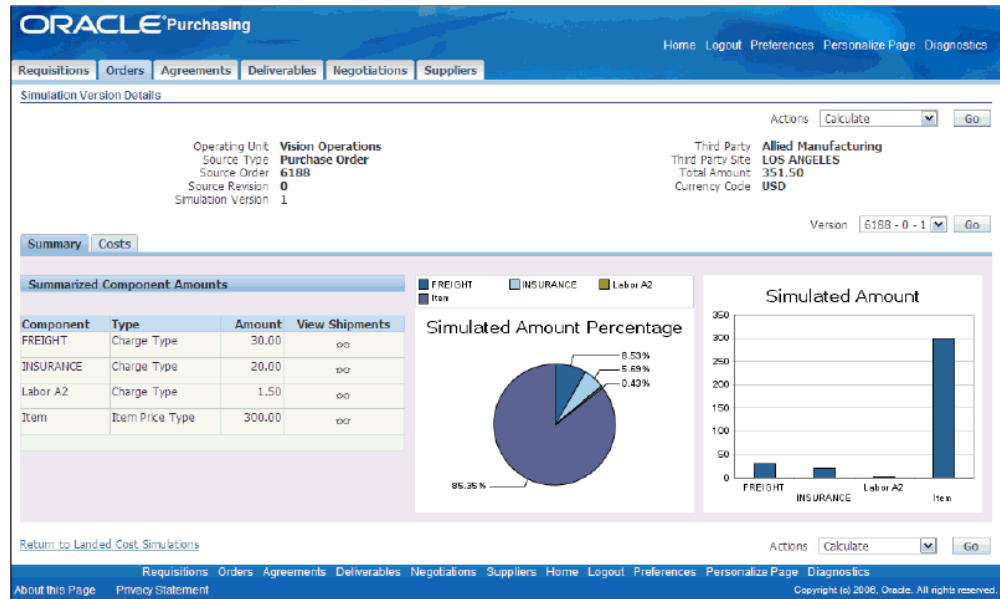 ORACLE Purchasing
Home Logout Preferences Personalize Page Diagnostics
Requisitions Orders Agreements Deliverables Negotiations Suppliers
Simulation Version Details
Actions Calculate Go
Operating Unit Vision Operations
Source Type Purchase Order
Source Order 6188
Source Revision 0
Simulation Version 1
Third Party Allied Manufacturing
Third Party Site LOS ANGELES
Total Amount 351.50
Currency Code USD
Version 6188 - 0 - 1 Go
Summary Costs
Summarized Component Amounts
Component Type Amount View Shipments
FREIGHT Charge Type 30.00
INSURANCE Charge Type 20.00
Labor A2 Charge Type 1.50
Item Item Price Type 300.00
FREIGHT INSURANCE Labor A2
Item
Simulated Amount Percentage
8.53%
5.69%
0.43%
85.35%
Simulated Amount
350
300
250
200
150
100
50
0
FREIGHT INSURANCE Labor A2 Item
Return to Landed Cost Simulations
Actions Calculate Go
Requisitions Orders Agreements Deliverables Negotiations Suppliers Home Logout Preferences Personalize Page Diagnostics
About this Page Privacy Statement
Copyright (c) 2006, Oracle. All rights reserved.